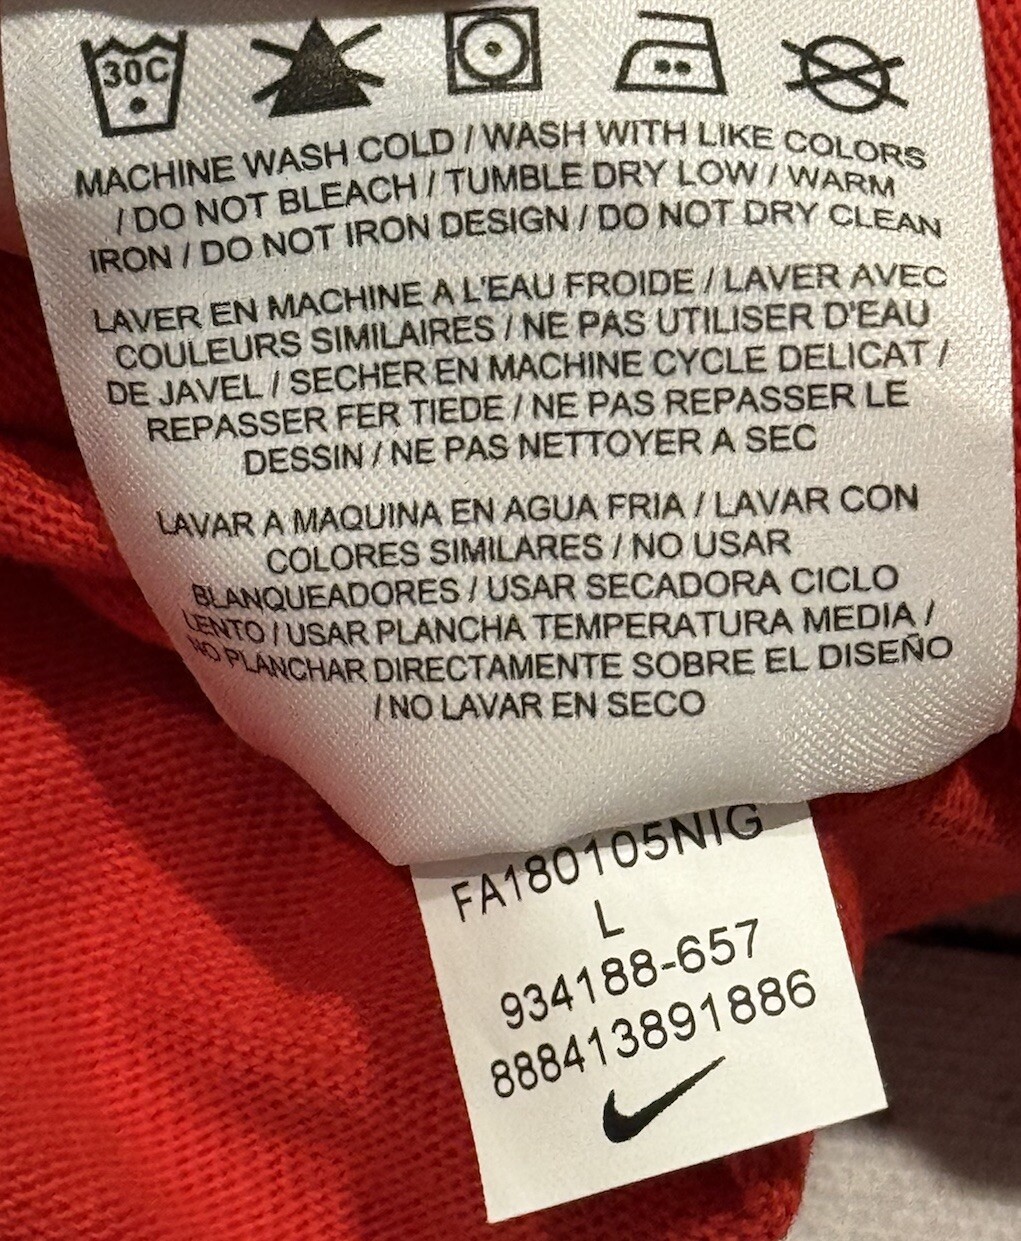 30C
MACHINE WASH COLD / WASH WITH LIKE COLORS
/ DO NOT BLEACH / TUMBLE DRY LOW / WARM
IRON / DO NOT IRON DESIGN / DO NOT DRY CLEAN
LAVER EN MACHINE A L'EAU FROIDE / LAVER AVEC
COULEURS SIMILAIRES / NE PAS UTILISER D'EAU
DE JAVEL / SECHER EN MACHINE CYCLE DELICAT /
REPASSER FER TIEDE / NE PAS REPASSER LE
DESSIN / NE PAS NETTOYER A SEC
LAVAR A MAQUINA EN AGUA FRIA / LAVAR CON
COLORES SIMILARES / NO USAR
BLANQUEADORES / USAR SECADORA CICLO
LENTO / USAR PLANCHA TEMPERATURA MEDIA /
NO PLANCHAR DIRECTAMENTE SOBRE EL DISEÑO
/ NO LAVAR EN SECO
FA180105NIG
L
934188-657
888413891886